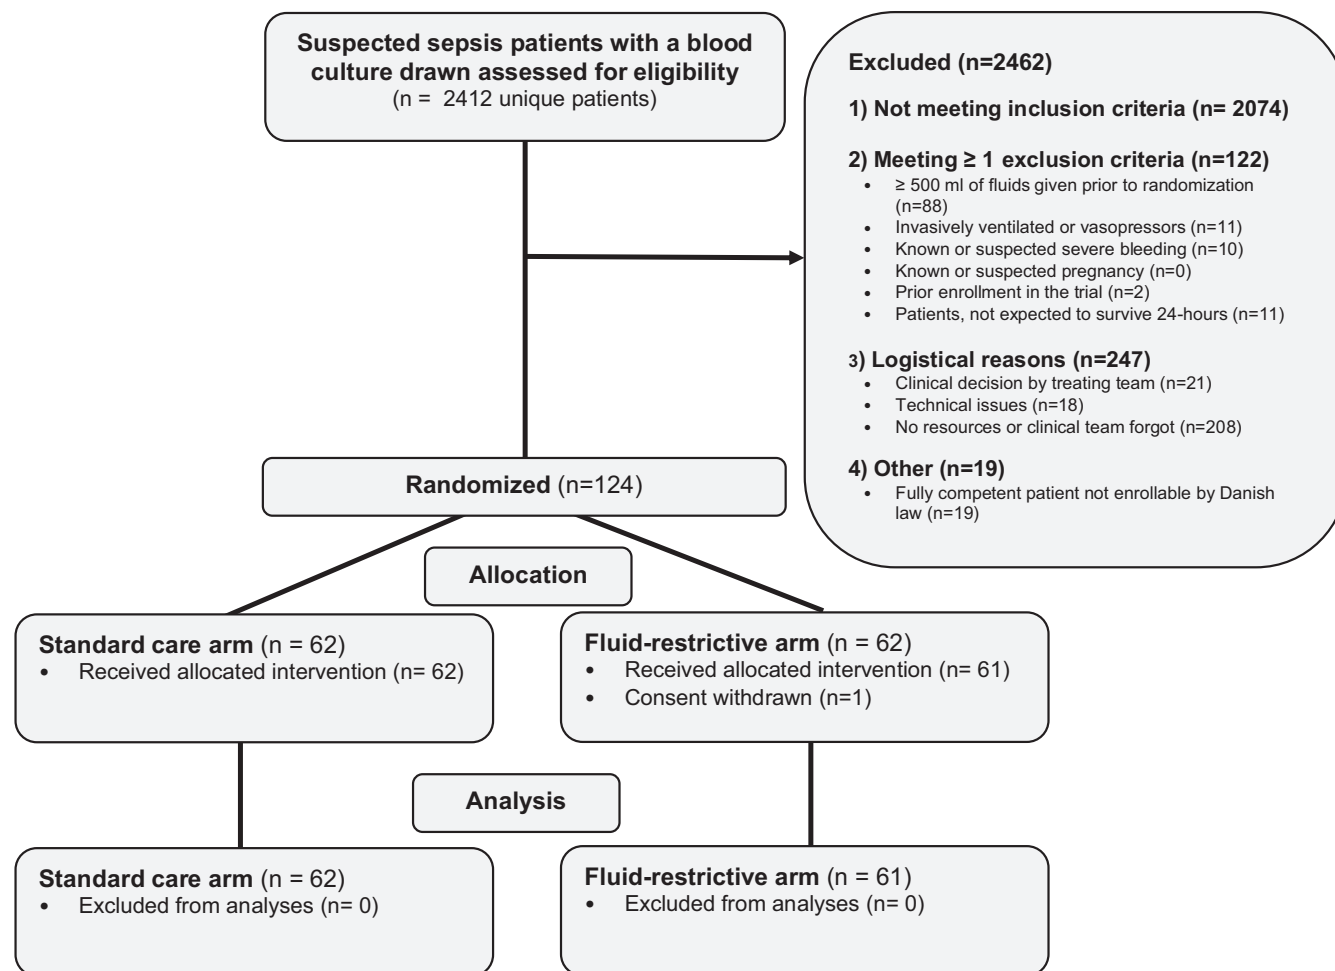 Suspected sepsis patients with a blood
culture drawn assessed for eligibility
(n =  2412 unique patients)
Excluded (n=2462)
1) Not meeting inclusion criteria (n= 2074)
2) Meeting ≥ 1 exclusion criteria (n=122)
• ≥ 500 ml of fluids given prior to randomization
(n=88)
• Invasively ventilated or vasopressors (n=11)
• Known or suspected severe bleeding (n=10)
• Known or suspected pregnancy (n=0)
• Prior enrollment in the trial (n=2)
• Patients, not expected to survive 24-hours (n=11)
3) Logistical reasons (n=247)
• Clinical decision by treating team (n=21)
• Technical issues (n=18)
• No resources or clinical team forgot (n=208)
4) Other (n=19)
• Fully competent patient not enrollable by Danish
law (n=19)
Randomized (n=124)
Allocation
Standard care arm (n = 62)
• Received allocated intervention (n= 62)
Fluid-restrictive arm (n = 62)
• Received allocated intervention (n= 61)
• Consent withdrawn (n=1)
Analysis
Standard care arm (n = 62)
• Excluded from analyses (n= 0)
Fluid-restrictive arm (n = 61)
• Excluded from analyses (n= 0)